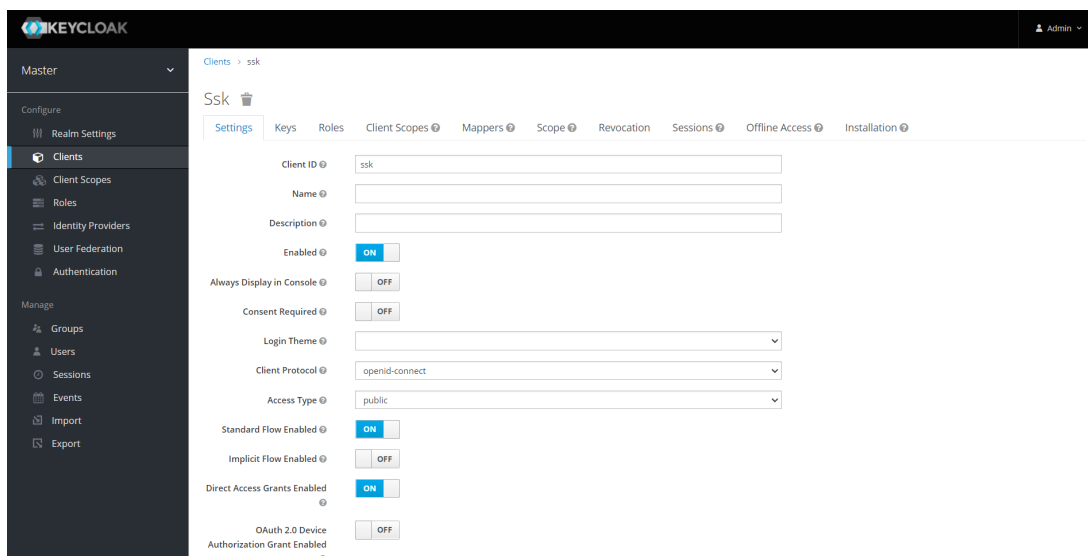 KEYCLOAK
Admin
Master
Clients > ssk
Ssk
Configure
Realm Settings
Clients
Client Scopes
Roles
Identity Providers
User Federation
Authentication
Manage
Groups
Users
Sessions
Events
Import
Export
Settings Keys Roles Client Scopes Mappers Scope Revocation Sessions Offline Access Installation
Client ID ssk
Name
Description
Enabled ON
Always Display in Console OFF
Consent Required OFF
Login Theme
Client Protocol openid-connect
Access Type public
Standard Flow Enabled ON
Implicit Flow Enabled OFF
Direct Access Grants Enabled ON
OAuth 2.0 Device OFF
Authorization Grant Enabled